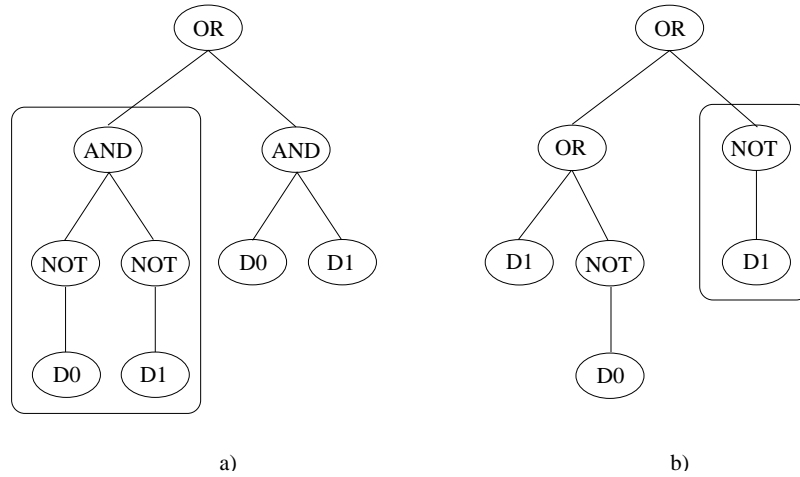 OR OR
AND AND OR NOT
NOT NOT D0 D1 D1 NOT D1
D0 D1 D0
a) b)